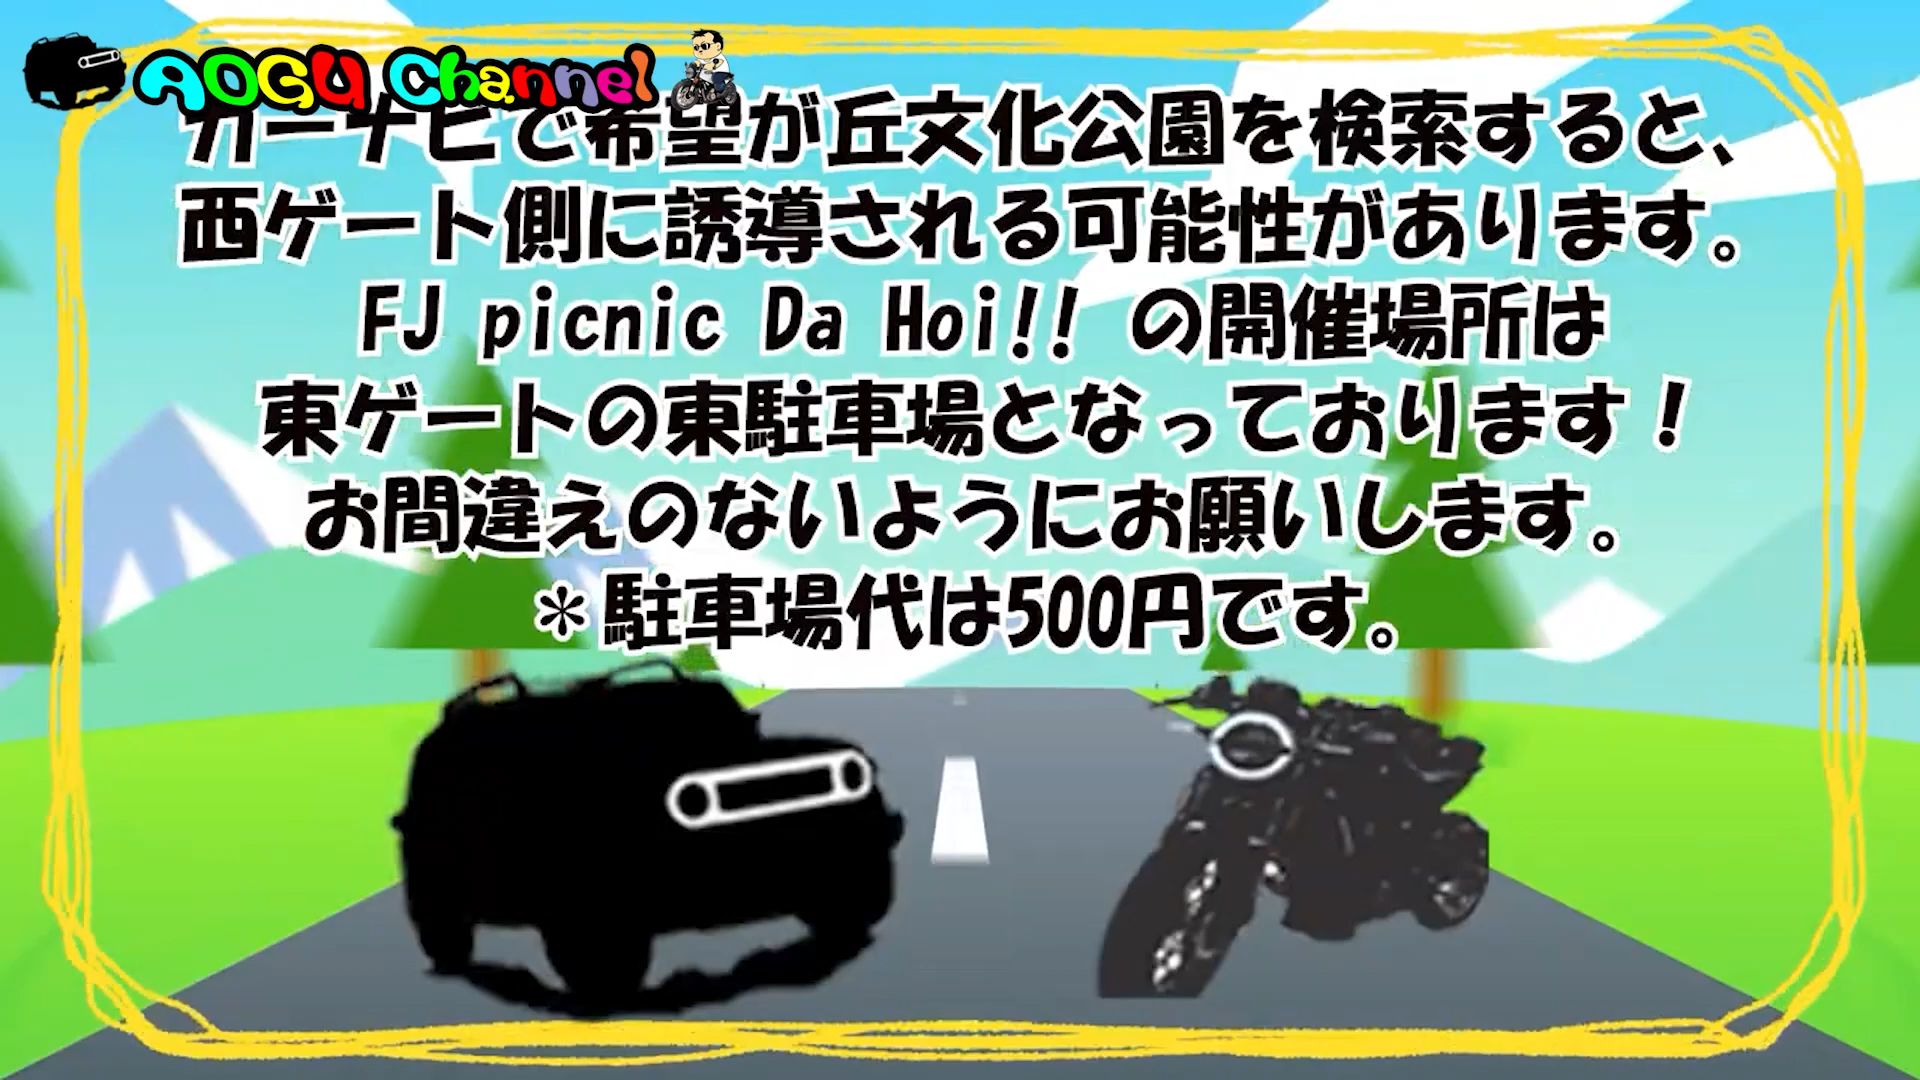 AOGU Channel
カーナビで希望が丘文化公園を検索すると、
西ゲート側に誘導される可能性があります。
FJ picnic Da Hoi!! の開催場所は
東ゲートの東駐車場となっております！
お間違えのないようにお願いします。
＊駐車場代は500円です。